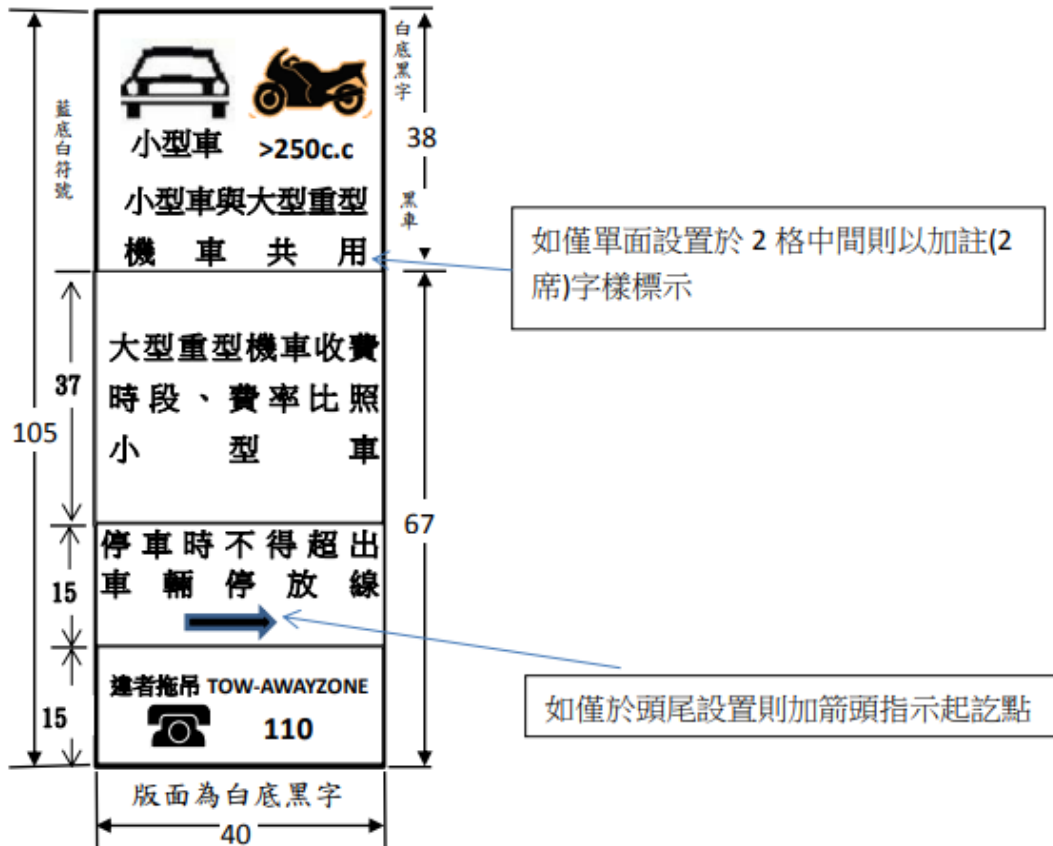 小型車
>250c.c
小型車與大型重型
機車共用
大型重型機車收費
時段、費率比照
小型車
停車時不得超出
車輛停放線
違者拖吊 TOW-AWAYZONE
110
版面為白底黑字
40
藍底白符號
105
37
15
15
白底黑字
38
黑車
67
如僅單面設置於 2 格中間則以加註(2
席)字樣標示
如僅於頭尾設置則加箭頭指示起訖點